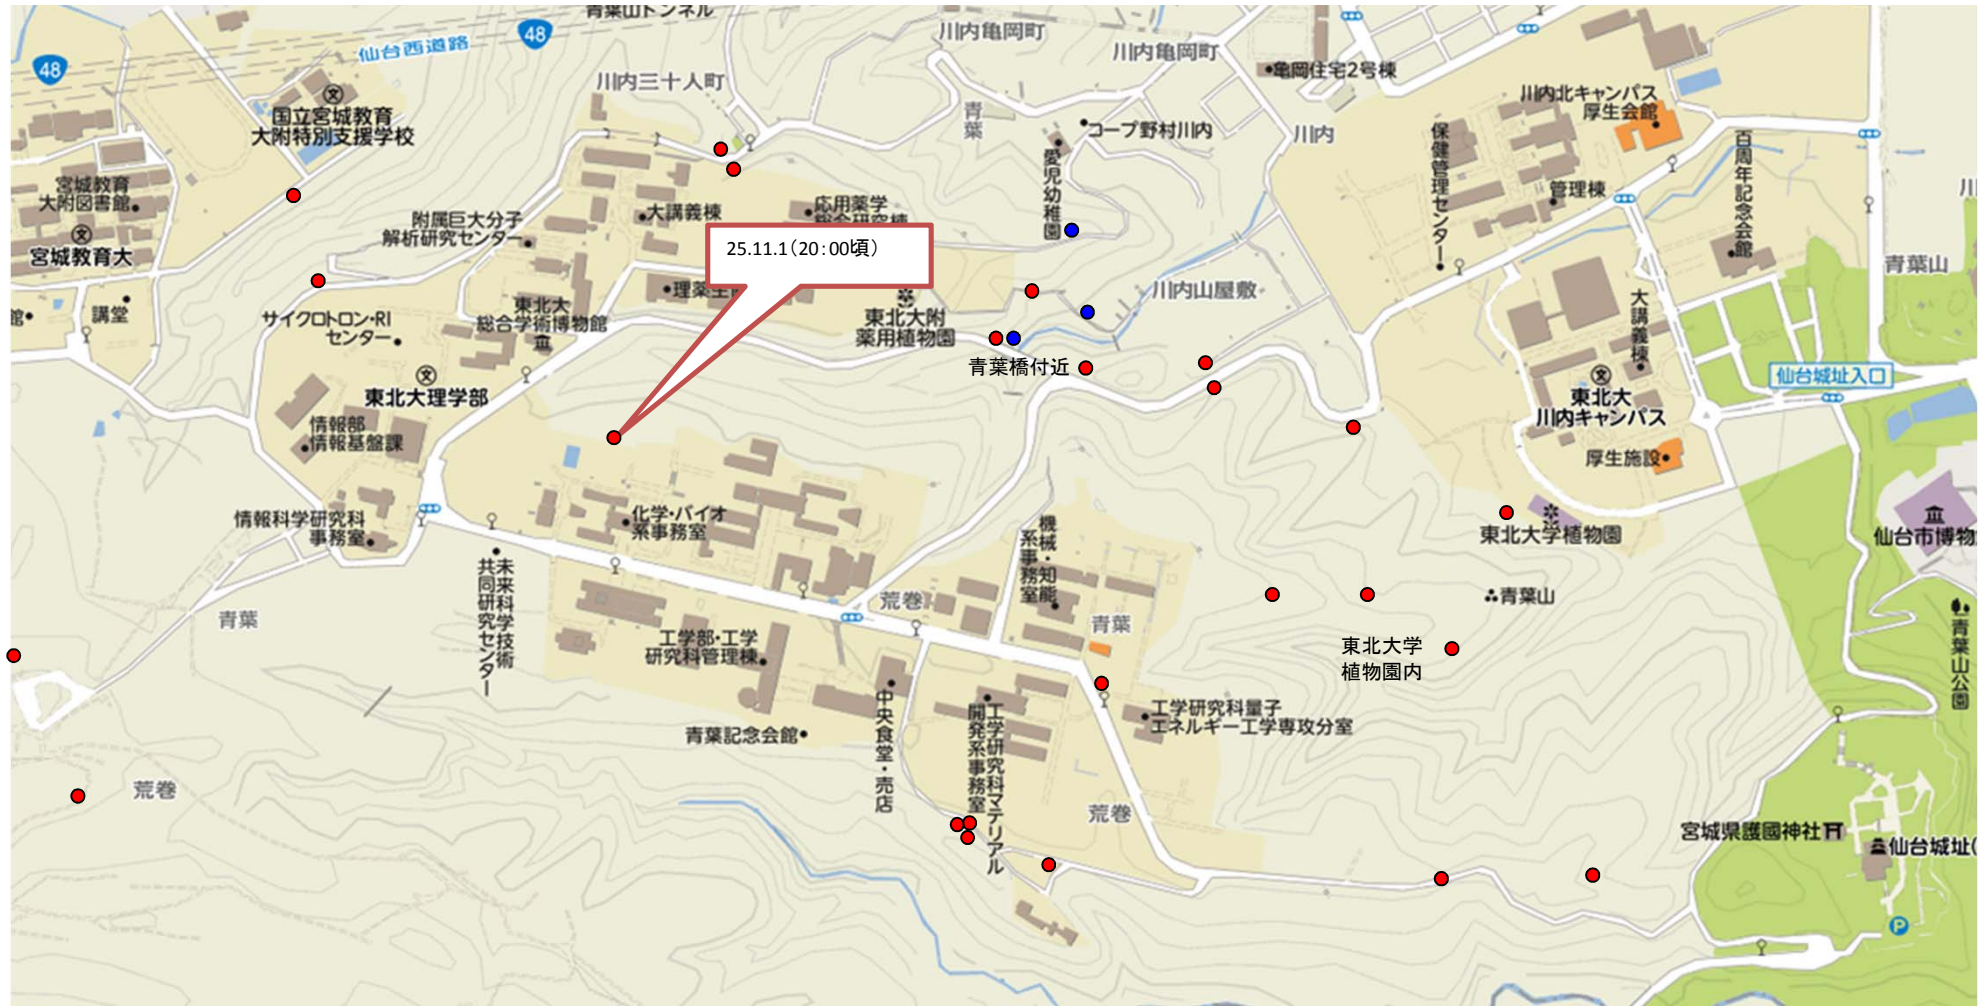 青葉山トンネル
48
仙台西道路
48
川内亀岡町
川内亀岡町
亀岡住宅2号棟
川内三十人町
国立宮城教育
大附特別支援学校
青葉
コープ野村川内
川内
川内北キャンパス
厚生会館
保健管理センター
百周年記念会館
愛児幼稚園
管理棟
宮城教育
大附図書館
宮城教育大
附属巨大分子
解析研究センター
大講義棟
応用薬学
総合研究棟
25.11.1(20:00頃)
理薬生
川内山屋敷
青葉山
講堂
館
サイクロトロン・RI
センター
東北大
総合学術博物館
東北大附
薬用植物園
大講義棟
青葉橋付近
仙台城址入口
東北大理学部
東北大
川内キャンパス
情報部
情報基盤課
厚生施設
情報科学研究科
事務室
化学・バイオ
系事務室
機械・知能
系事務室
東北大学植物園
仙台市博物
未来科学技術
共同研究センター
青葉
荒巻
青葉
青葉山
青葉山公園
工学部・工学
研究科管理棟
東北大学
植物園内
中央食堂・売店
工学研究科マテリアル
開発系事務室
工学研究科量子
エネルギー工学専攻分室
青葉記念会館
荒巻
荒巻
宮城県護國神社
仙台城址(
P